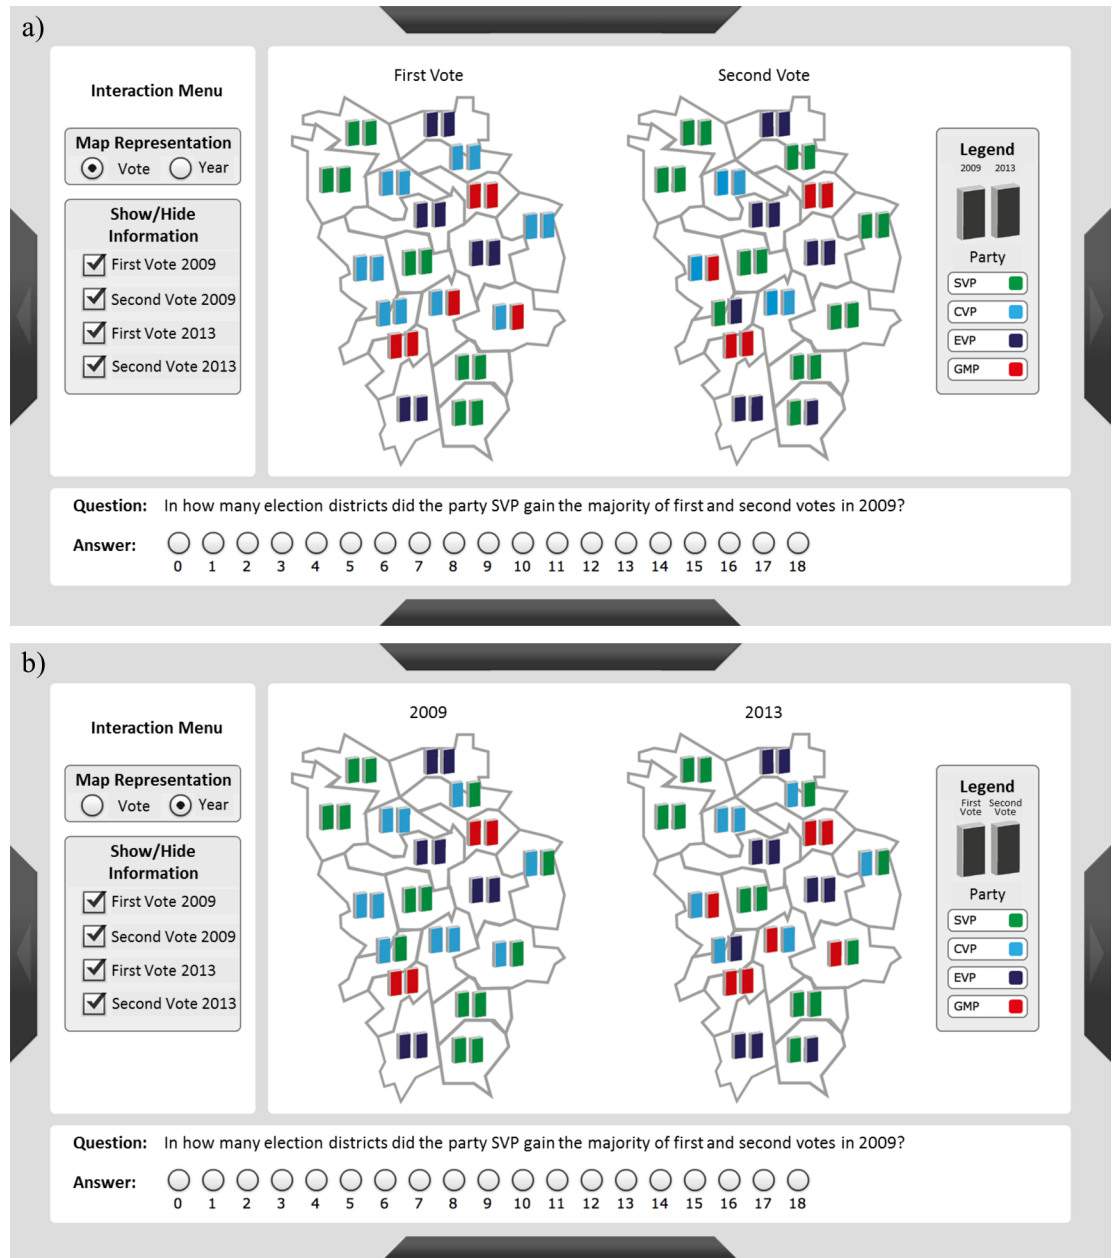 a)
Interaction Menu
Map Representation
Vote Year
Show/Hide
Information
First Vote 2009
Second Vote 2009
First Vote 2013
Second Vote 2013
First Vote Second Vote
Legend
2009 2013
Party
SVP
CVP
EVP
GMP
Question: In how many election districts did the party SVP gain the majority of first and second votes in 2009?
Answer:
0 1 2 3 4 5 6 7 8 9 10 11 12 13 14 15 16 17 18
b)
Interaction Menu
Map Representation
Vote Year
Show/Hide
Information
First Vote 2009
Second Vote 2009
First Vote 2013
Second Vote 2013
2009 2013
Legend
First Second
Vote Vote
Party
SVP
CVP
EVP
GMP
Question: In how many election districts did the party SVP gain the majority of first and second votes in 2009?
Answer:
0 1 2 3 4 5 6 7 8 9 10 11 12 13 14 15 16 17 18